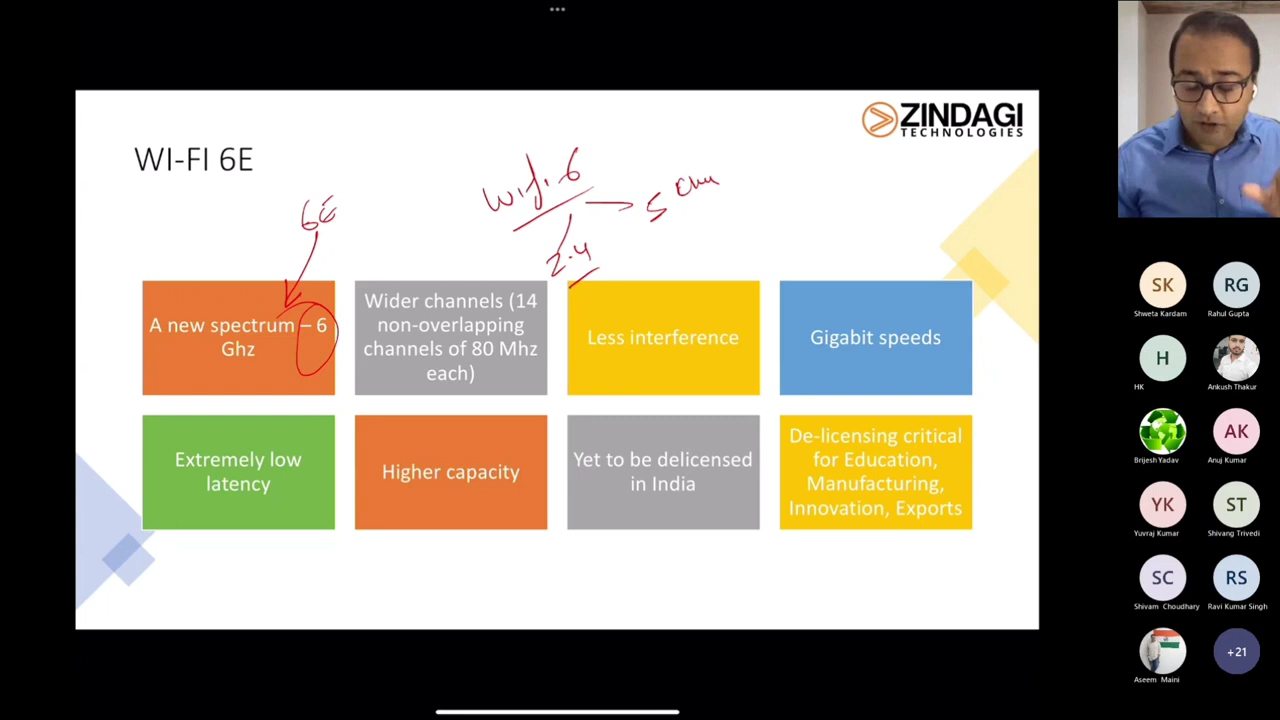 ZINDAGI
TECHNOLOGIES
WI-FI 6E
Wifi 6
5
6E
2.4
A new spectrum – 6
Ghz
Wider channels (14
non-overlapping
channels of 80 Mhz
each)
Less interference
Gigabit speeds
Extremely low
latency
Higher capacity
Yet to be delicensed
in India
De-licensing critical
for Education,
Manufacturing,
Innovation, Exports
SK
RG
Shweta Kardam
Rahul Gupta
H
HK
Ankush Thakur
AK
Brijesh Yadav
Anuj Kumar
YK
ST
Yuvraj Kumar
Shivang Trivedi
SC
RS
Shivam Choudhary
Ravi Kumar Singh
+21
Aseem Maini